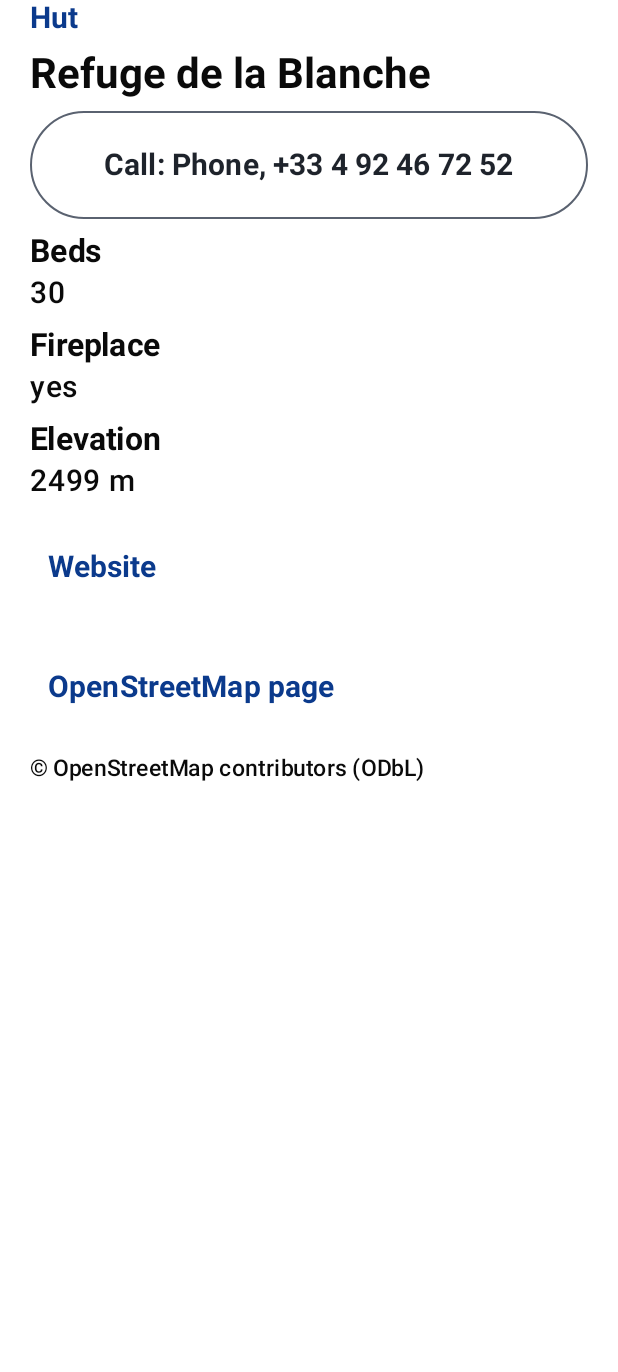 Hut
Refuge de la Blanche
Call: Phone, +33 4 92 46 72 52
Beds
30
Fireplace
yes
Elevation
2499 m
Website
OpenStreetMap page
© OpenStreetMap contributors (ODbL)